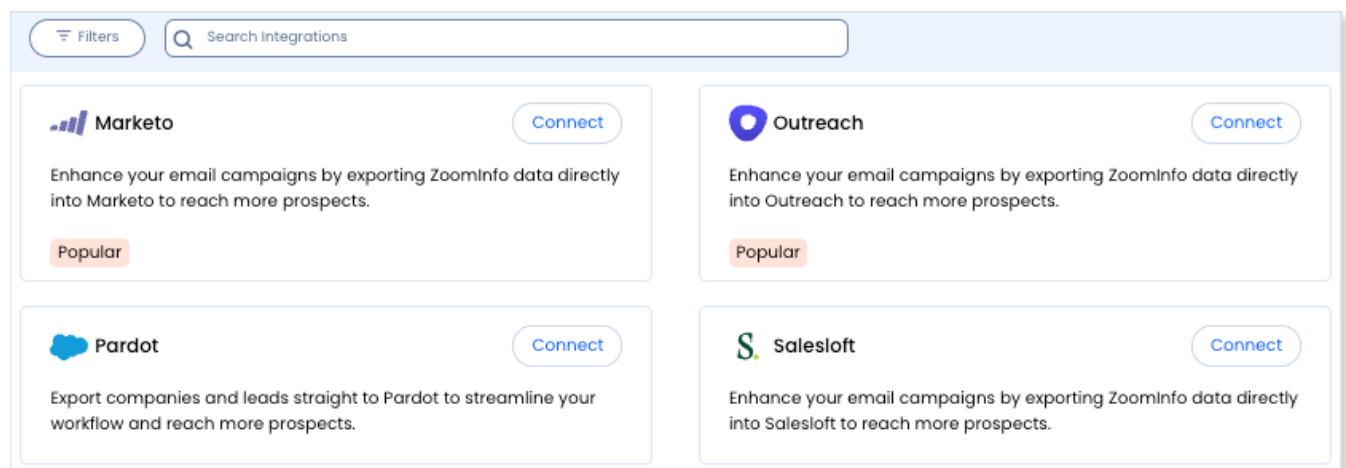 Filters
Search Integrations
Marketo
Connect
Enhance your email campaigns by exporting ZoomInfo data directly
into Marketo to reach more prospects.
Popular
Outreach
Connect
Enhance your email campaigns by exporting ZoomInfo data directly
into Outreach to reach more prospects.
Popular
Pardot
Connect
Export companies and leads straight to Pardot to streamline your
workflow and reach more prospects.
S.
Salesloft
Connect
Enhance your email campaigns by exporting ZoomInfo data directly
into Salesloft to reach more prospects.